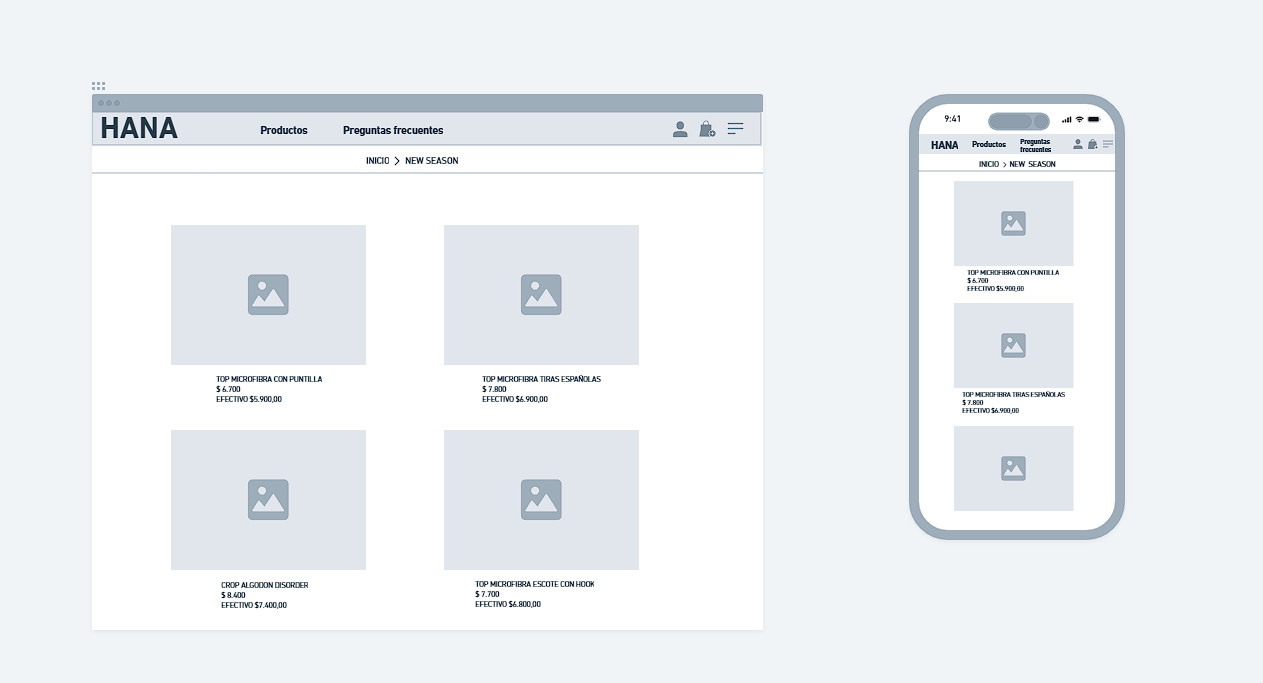 HANA
Productos
Preguntas frecuentes
INICIO > NEW SEASON
TOP MICROFIBRA CON PUNTILLA
$ 6.700
EFECTIVO $5.900,00
TOP MICROFIBRA TIRAS ESPAÑOLAS
$ 7.800
EFECTIVO $6.900,00
CROP ALGODON DISORDER
$ 8.400
EFECTIVO $7.400,00
TOP MICROFIBRA ESCOTE CON HOOK
$ 7.700
EFECTIVO $6.800,00
9:41
HANA
Productos
Preguntas
frecuentes
INICIO > NEW SEASON
TOP MICROFIBRA CON PUNTILLA
$ 6.700
EFECTIVO $5.900,00
TOP MICROFIBRA TIRAS ESPAÑOLAS
$ 7.800
EFECTIVO $6.900,00